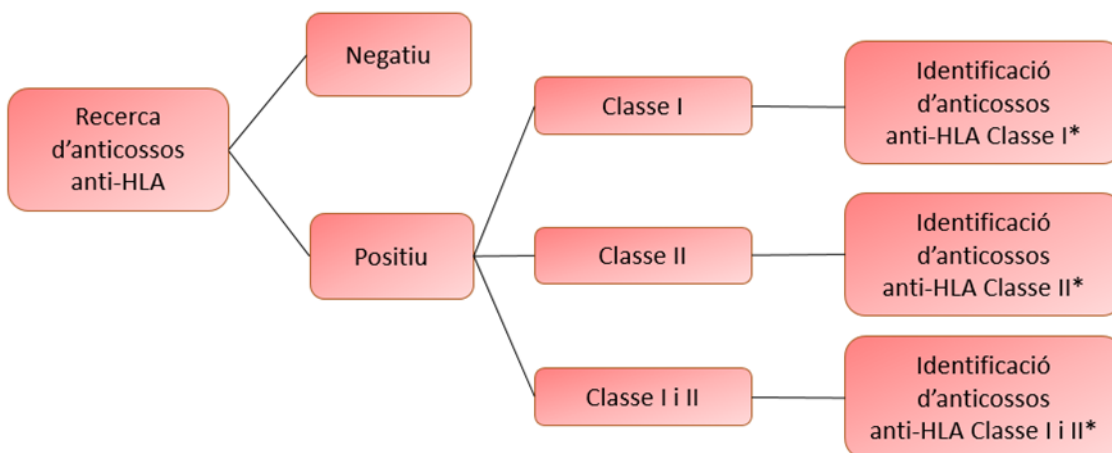 Recerca
d'anticossos
anti-HLA
Negatiu
Positiu
Classe I
Identificació
d'anticossos
anti-HLA Classe I*
Classe II
Identificació
d'anticossos
anti-HLA Classe II*
Classe I i II
Identificació
d'anticossos
anti-HLA Classe I i II*